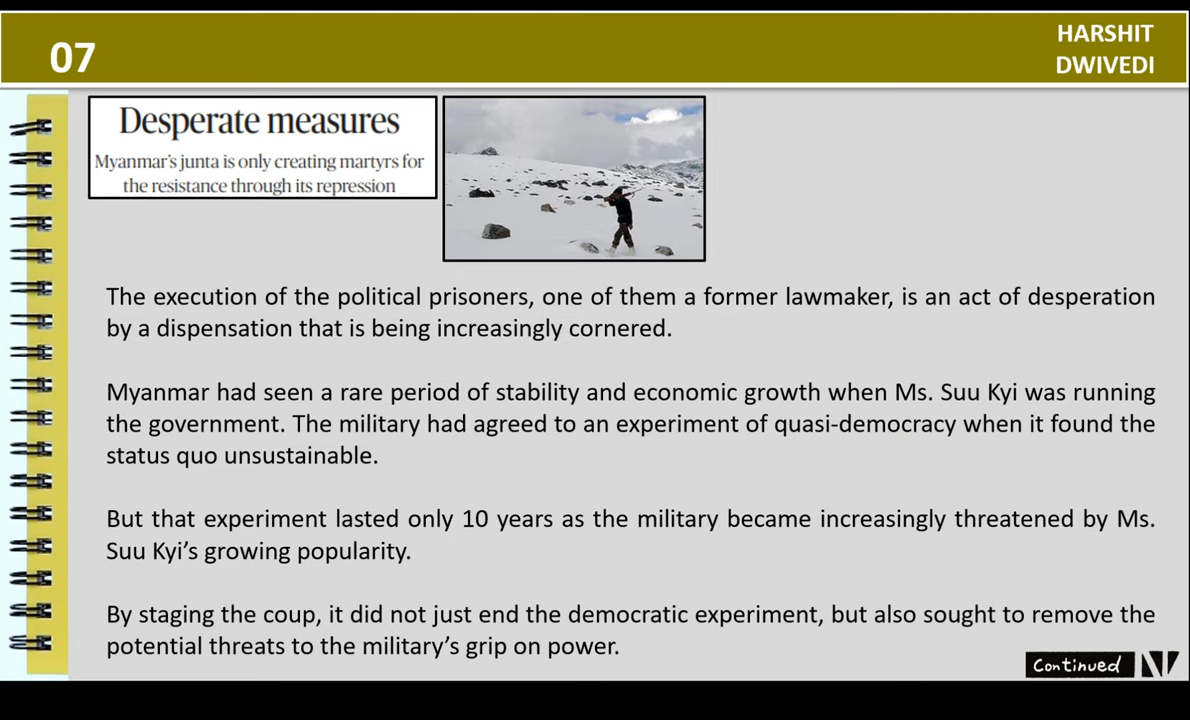 07
HARSHIT
DWIVEDI
Desperate measures
Myanmar's junta is only creating martyrs for
the resistance through its repression
The execution of the political prisoners, one of them a former lawmaker, is an act of desperation
by a dispensation that is being increasingly cornered.
Myanmar had seen a rare period of stability and economic growth when Ms. Suu Kyi was running
the government. The military had agreed to an experiment of quasi-democracy when it found the
status quo unsustainable.
But that experiment lasted only 10 years as the military became increasingly threatened by Ms.
Suu Kyi’s growing popularity.
By staging the coup, it did not just end the democratic experiment, but also sought to remove the
potential threats to the military’s grip on power.
Continued